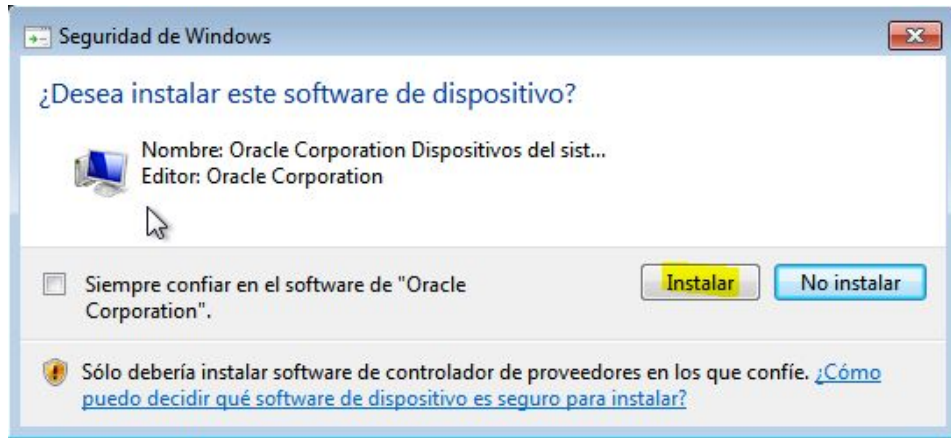 Seguridad de Windows
¿Desea instalar este software de dispositivo?
Nombre: Oracle Corporation Dispositivos del sist...
Editor: Oracle Corporation
Siempre confiar en el software de "Oracle
Corporation".
Instalar
No instalar
Sólo debería instalar software de controlador de proveedores en los que confíe. ¿Cómo
puedo decidir qué software de dispositivo es seguro para instalar?